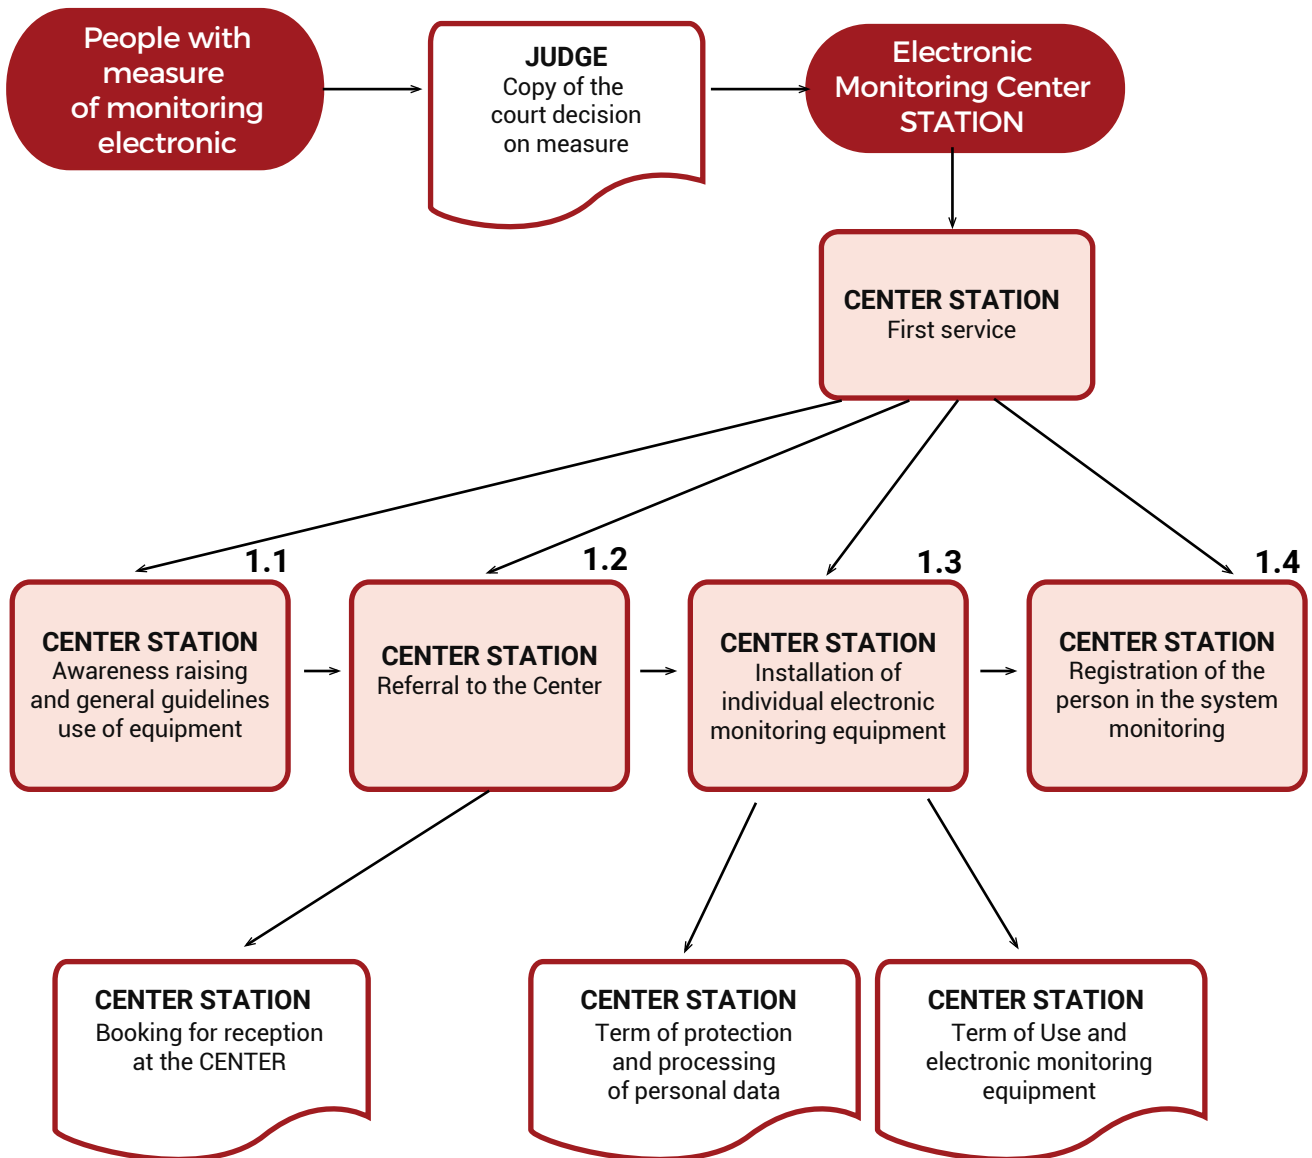 People with
measure
of monitoring
electronic
JUDGE
Copy of the
court decision
on measure
Electronic
Monitoring Center
STATION
CENTER STATION
First service
1.1
CENTER STATION
Awareness raising
and general guidelines
use of equipment
1.2
CENTER STATION
Referral to the Center
1.3
CENTER STATION
Installation of
individual electronic
monitoring equipment
1.4
CENTER STATION
Registration of the
person in the system
monitoring
CENTER STATION
Booking for reception
at the CENTER
CENTER STATION
Term of protection
and processing
of personal data
CENTER STATION
Term of Use and
electronic monitoring
equipment